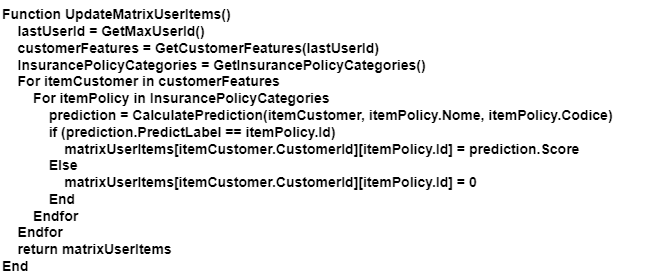 Function UpdateMatrixUserItems()
lastUserId = GetMaxUserId()
customerFeatures = GetCustomerFeatures(lastUserId)
InsurancePolicyCategories = GetInsurancePolicyCategories()
For itemCustomer in customerFeatures
For itemPolicy in InsurancePolicyCategories
prediction = CalculatePrediction(itemCustomer, itemPolicy.Nome, itemPolicy.Codice)
if (prediction.PredictLabel == itemPolicy.Id)
matrixUserItems[itemCustomer.CustomerId][itemPolicy.Id] = prediction.Score
Else
matrixUserItems[itemCustomer.CustomerId][itemPolicy.Id] = 0
End
Endfor
Endfor
return matrixUserItems
End